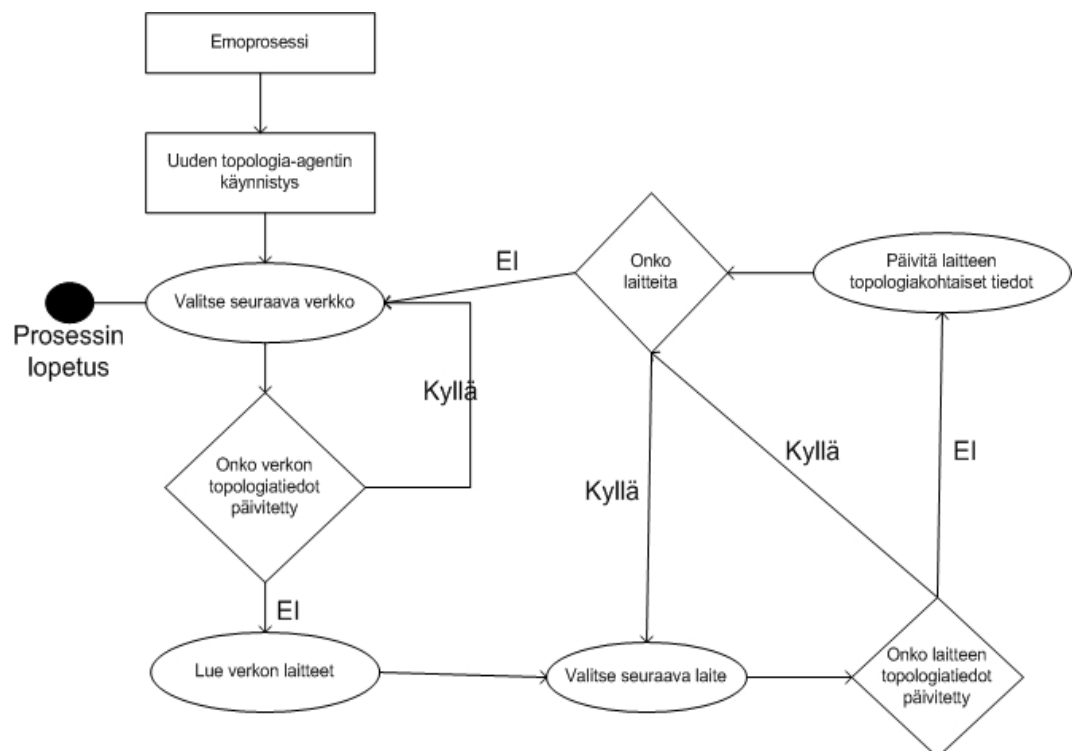 Emoprosessi
Uuden topologia-agentin
käynnistys
Valitse seuraava verkko
Prosessin
lopetus
Kyllä
Onko verkon
topologiatiedot
päivitetty
EI
Lue verkon laitteet
Valitse seuraava laite
Onko laitteen
topologiatiedot
päivitetty
EI
Kyllä
Päivitä laitteen
topologiakohtaiset tiedot
Onko
laitteita
EI
Kyllä